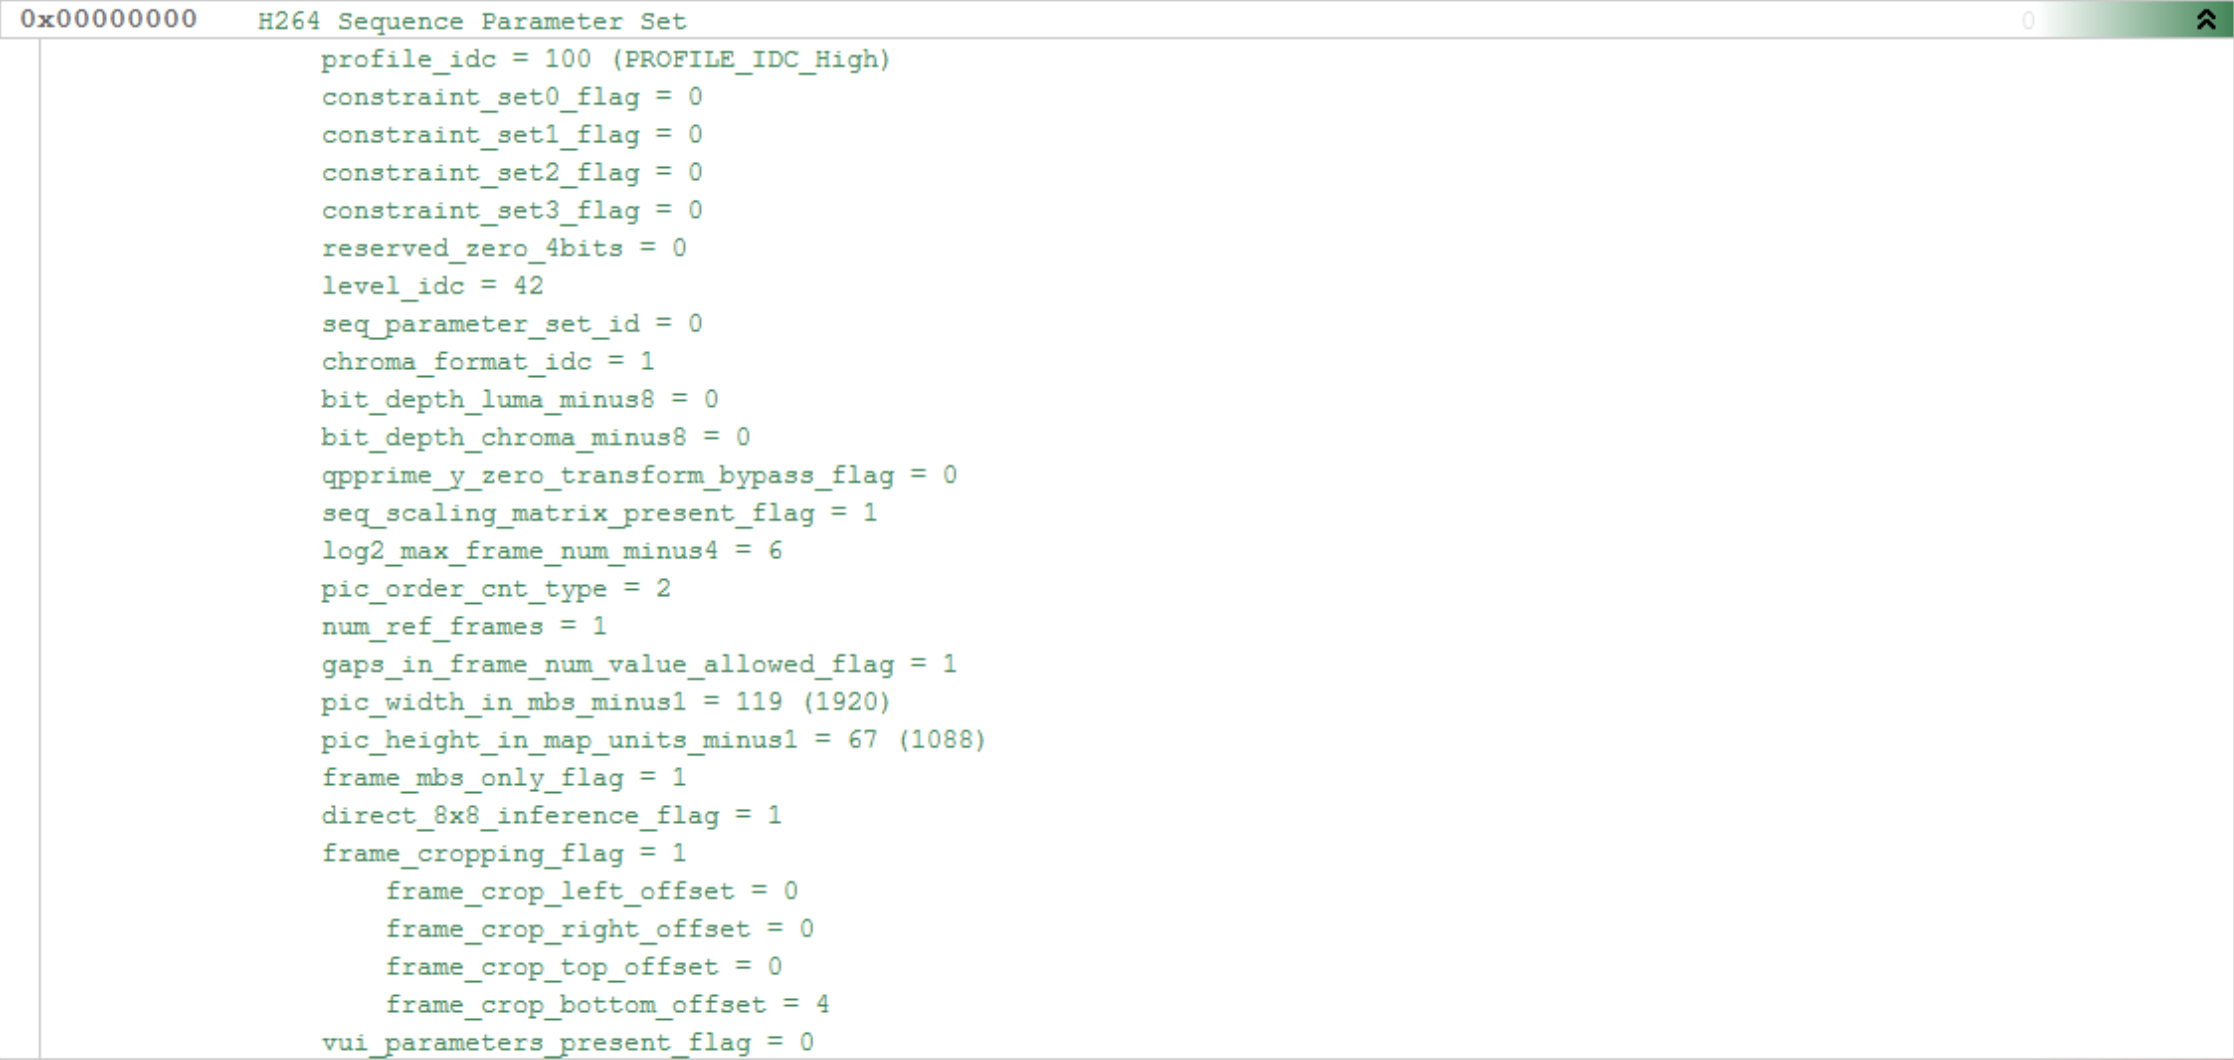 0x00000000 H264 Sequence Parameter Set 0
profile_idc = 100 (PROFILE_IDC_High)
constraint_set0_flag = 0
constraint_set1_flag = 0
constraint_set2_flag = 0
constraint_set3_flag = 0
reserved_zero_4bits = 0
level_idc = 42
seq_parameter_set_id = 0
chroma_format_idc = 1
bit_depth_luma_minus8 = 0
bit_depth_chroma_minus8 = 0
qpprime_y_zero_transform_bypass_flag = 0
seq_scaling_matrix_present_flag = 1
log2_max_frame_num_minus4 = 6
pic_order_cnt_type = 2
num_ref_frames = 1
gaps_in_frame_num_value_allowed_flag = 1
pic_width_in_mbs_minus1 = 119 (1920)
pic_height_in_map_units_minus1 = 67 (1088)
frame_mbs_only_flag = 1
direct_8x8_inference_flag = 1
frame_cropping_flag = 1
frame_crop_left_offset = 0
frame_crop_right_offset = 0
frame_crop_top_offset = 0
frame_crop_bottom_offset = 4
vui_parameters_present_flag = 0